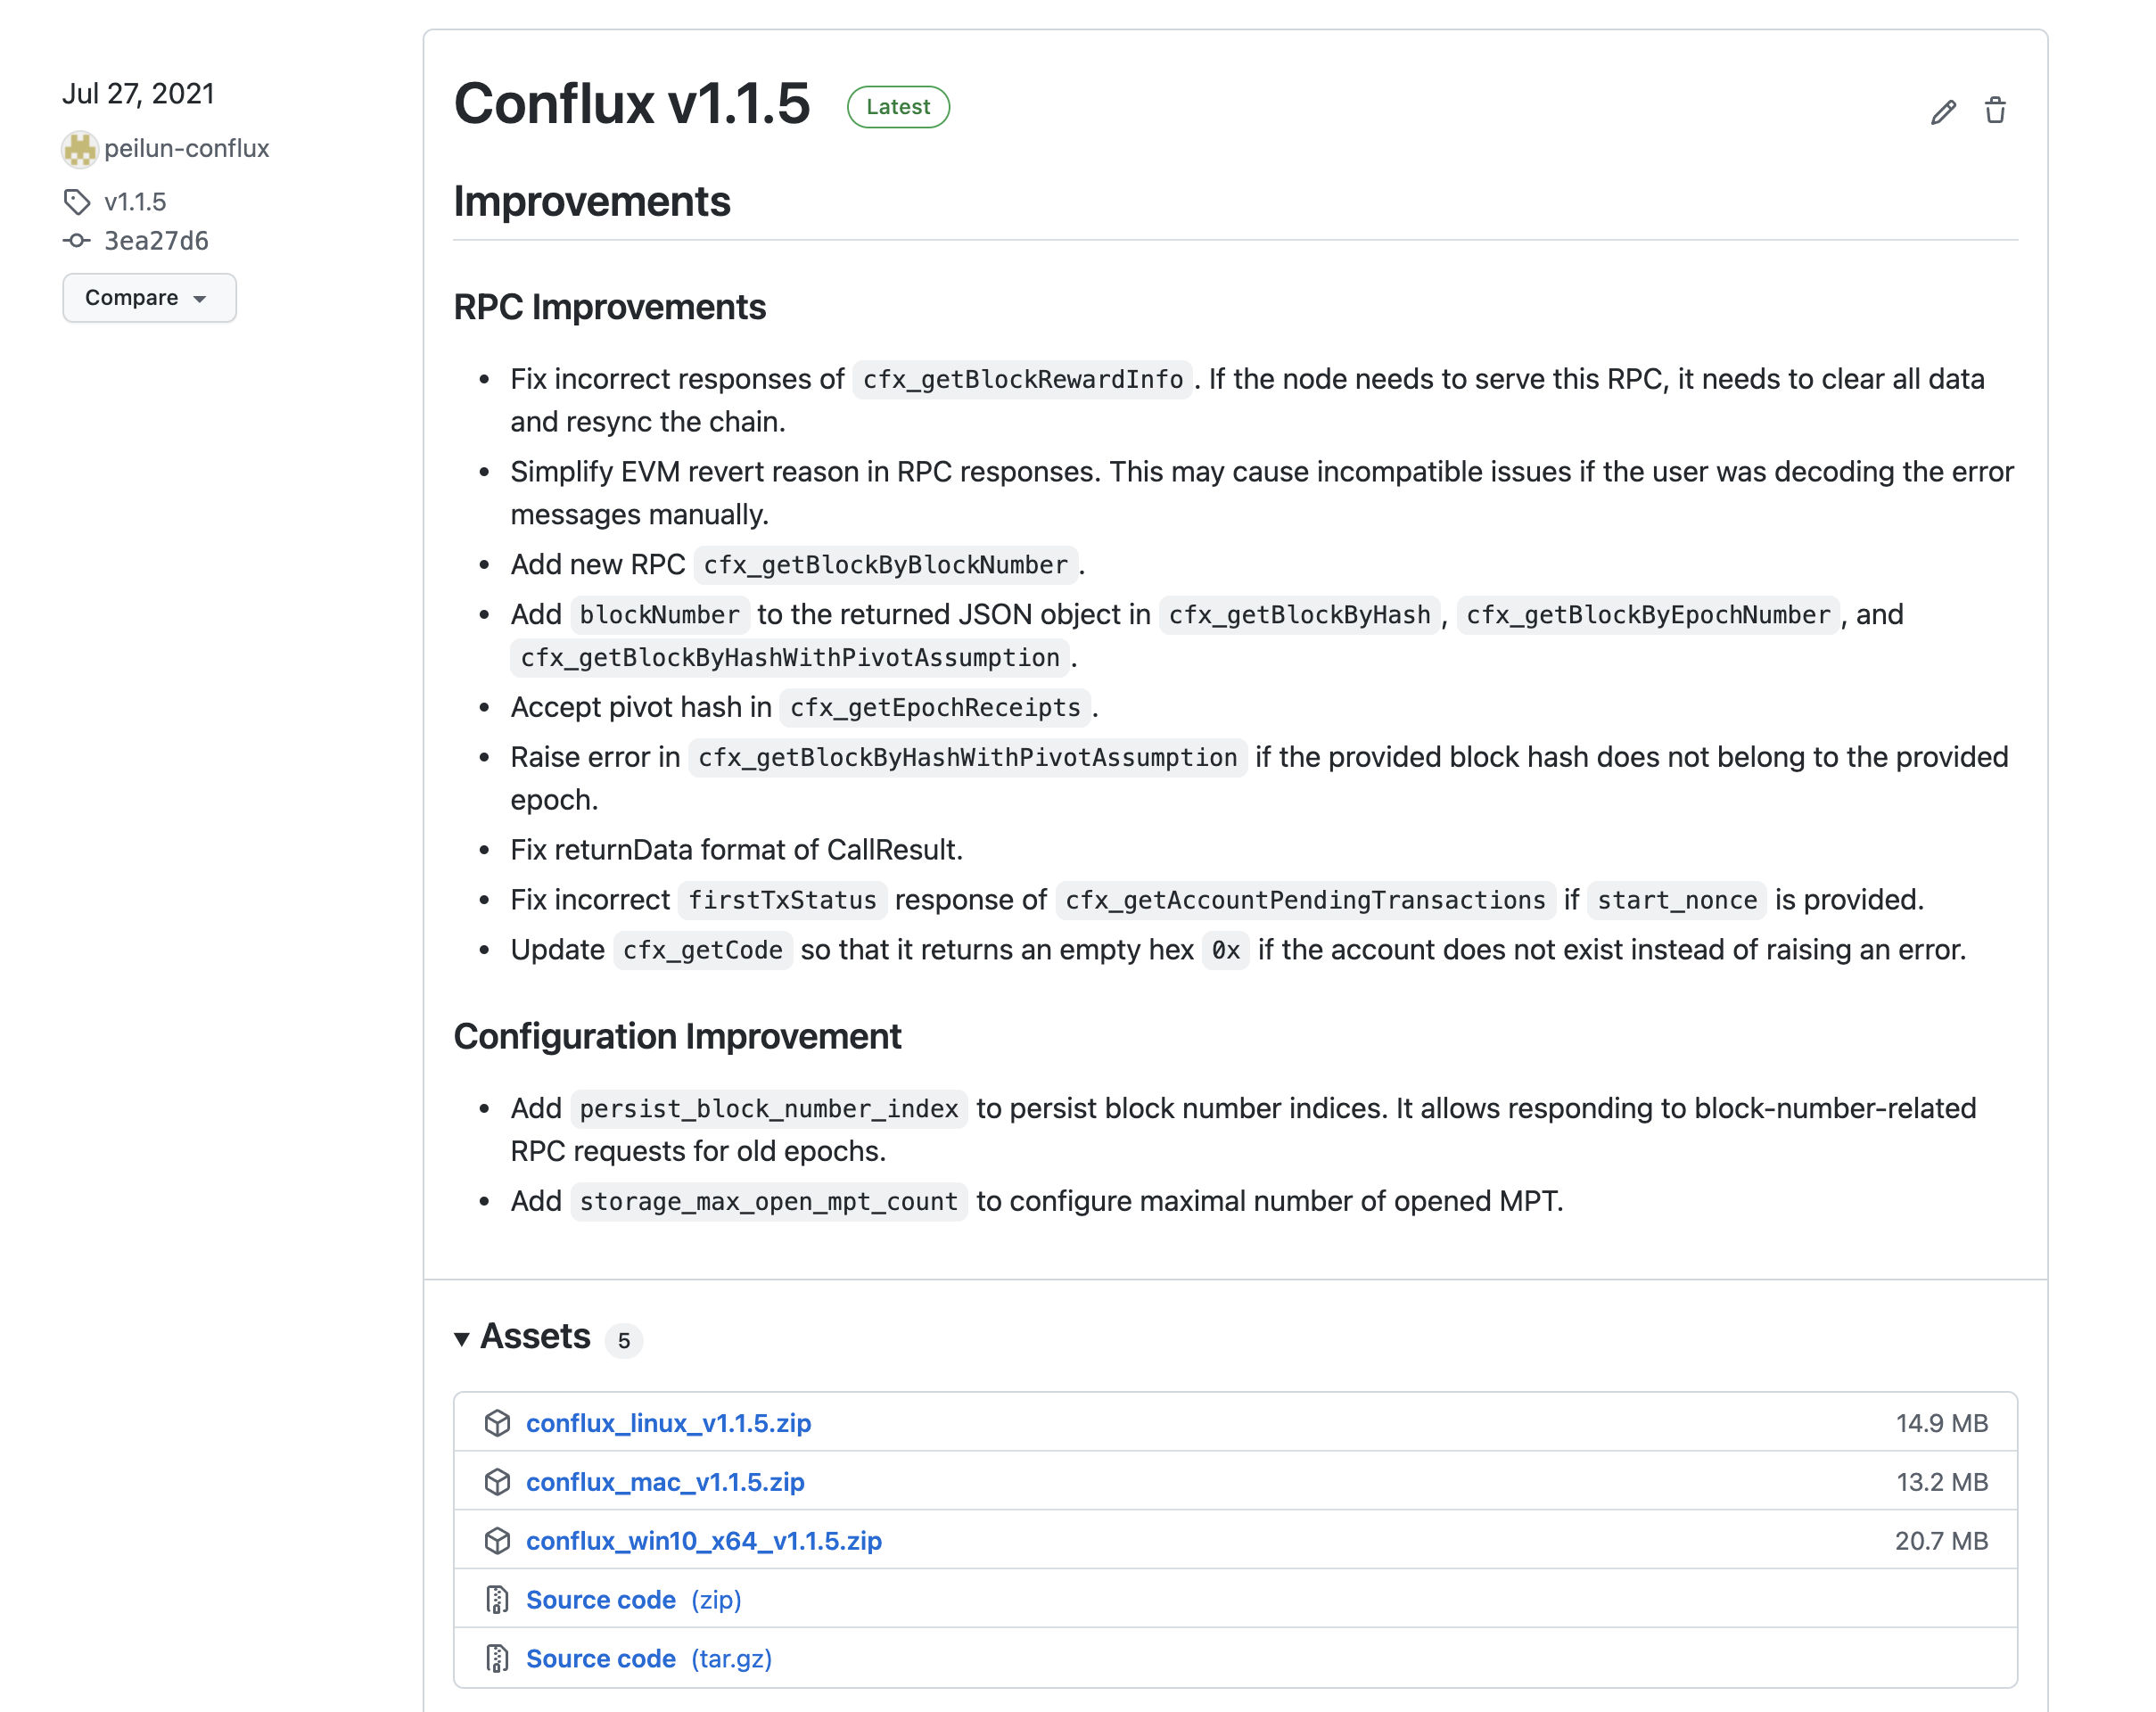 Jul 27, 2021
peilun-conflux
v1.1.5
3ea27d6
Compare
Conflux v1.1.5 Latest
Improvements
RPC Improvements
Fix incorrect responses of cfx_getBlockRewardInfo. If the node needs to serve this RPC, it needs to clear all data
and resync the chain.
Simplify EVM revert reason in RPC responses. This may cause incompatible issues if the user was decoding the error
messages manually.
Add new RPC cfx_getBlockByBlockNumber.
Add blockNumber to the returned JSON object in cfx_getBlockByHash, cfx_getBlockByEpochNumber, and
cfx_getBlockByHashWithPivotAssumption.
Accept pivot hash in cfx_getEpochReceipts.
Raise error in cfx_getBlockByHashWithPivotAssumption if the provided block hash does not belong to the provided
epoch.
Fix returnData format of CallResult.
Fix incorrect firstTxStatus response of cfx_getAccountPendingTransactions if start_nonce is provided.
Update cfx_getCode so that it returns an empty hex 0x if the account does not exist instead of raising an error.
Configuration Improvement
Add persist_block_number_index to persist block number indices. It allows responding to block-number-related
RPC requests for old epochs.
Add storage_max_open_mpt_count to configure maximal number of opened MPT.
Assets 5
conflux_linux_v1.1.5.zip 14.9 MB
conflux_mac_v1.1.5.zip 13.2 MB
conflux_win10_x64_v1.1.5.zip 20.7 MB
Source code (zip)
Source code (tar.gz)